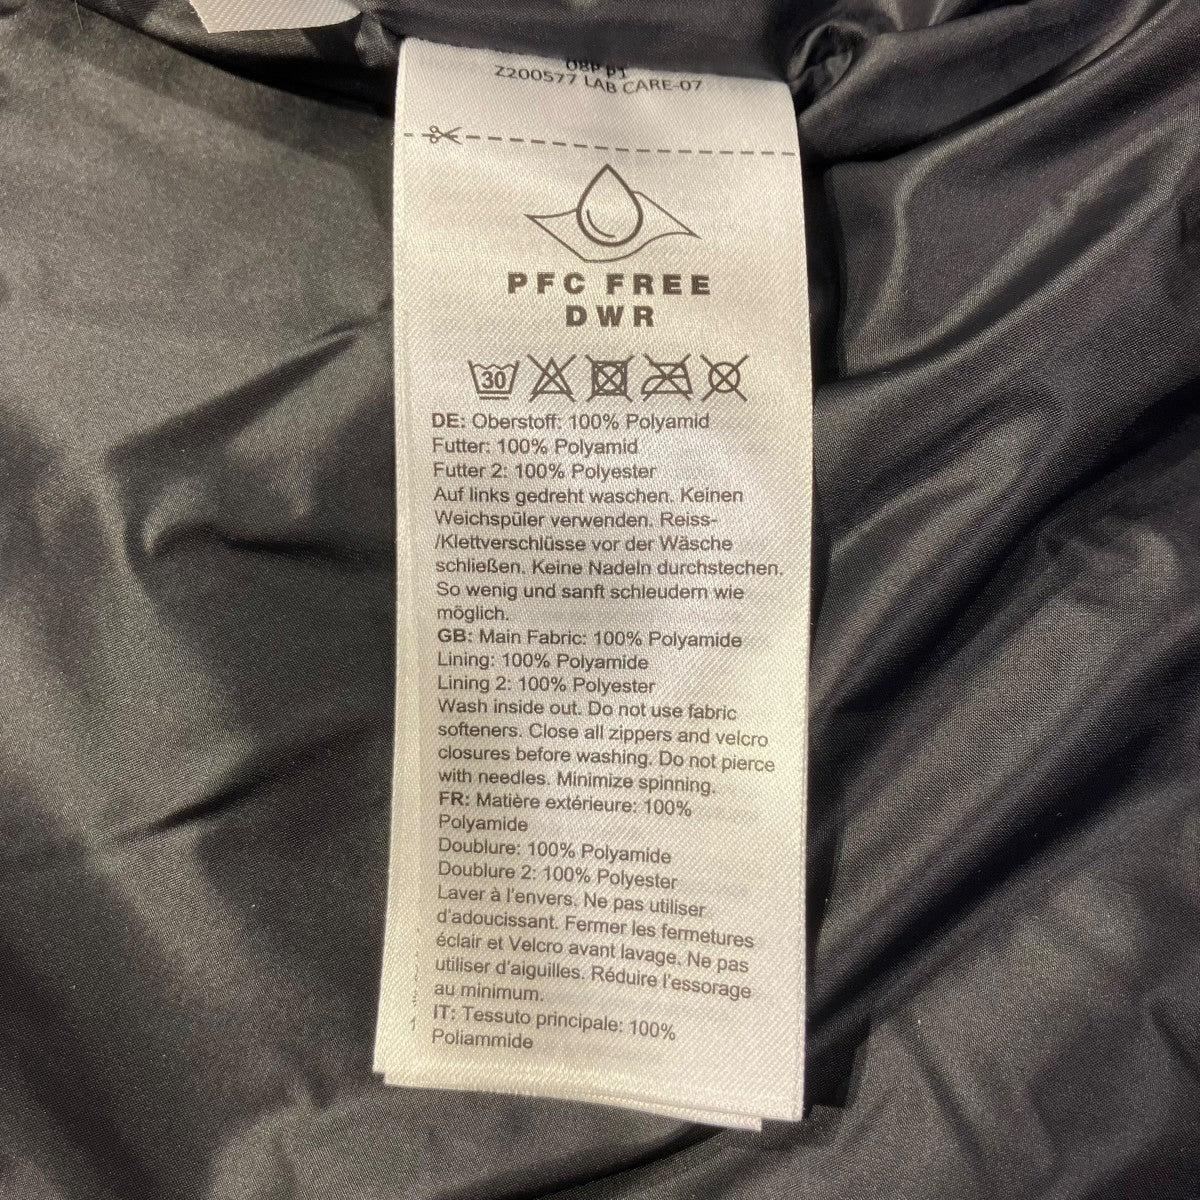 Z200577 LAB CARE-07
PFC FREE
DWR
30
DE: Oberstoff: 100% Polyamid
Futter: 100% Polyamid
Futter 2: 100% Polyester
Auf links gedreht waschen. Keinen
Weichspüler verwenden. Reiss-
/Klettverschlüsse vor der Wäsche
schließen. Keine Nadeln durchstechen.
So wenig und sanft schleudern wie
möglich.
GB: Main Fabric: 100% Polyamide
Lining: 100% Polyamide
Lining 2: 100% Polyester
Wash inside out. Do not use fabric
softeners. Close all zippers and velcro
closures before washing. Do not pierce
with needles. Minimize spinning.
FR: Matière extérieure: 100%
Polyamide
Doublure: 100% Polyamide
Doublure 2: 100% Polyester
Laver à l'envers. Ne pas utiliser
d'adoucissant. Fermer les fermetures
éclair et Velcro avant lavage. Ne pas
utiliser d'aiguilles. Réduire l'essorage
au minimum.
IT: Tessuto principale: 100%
Poliammide